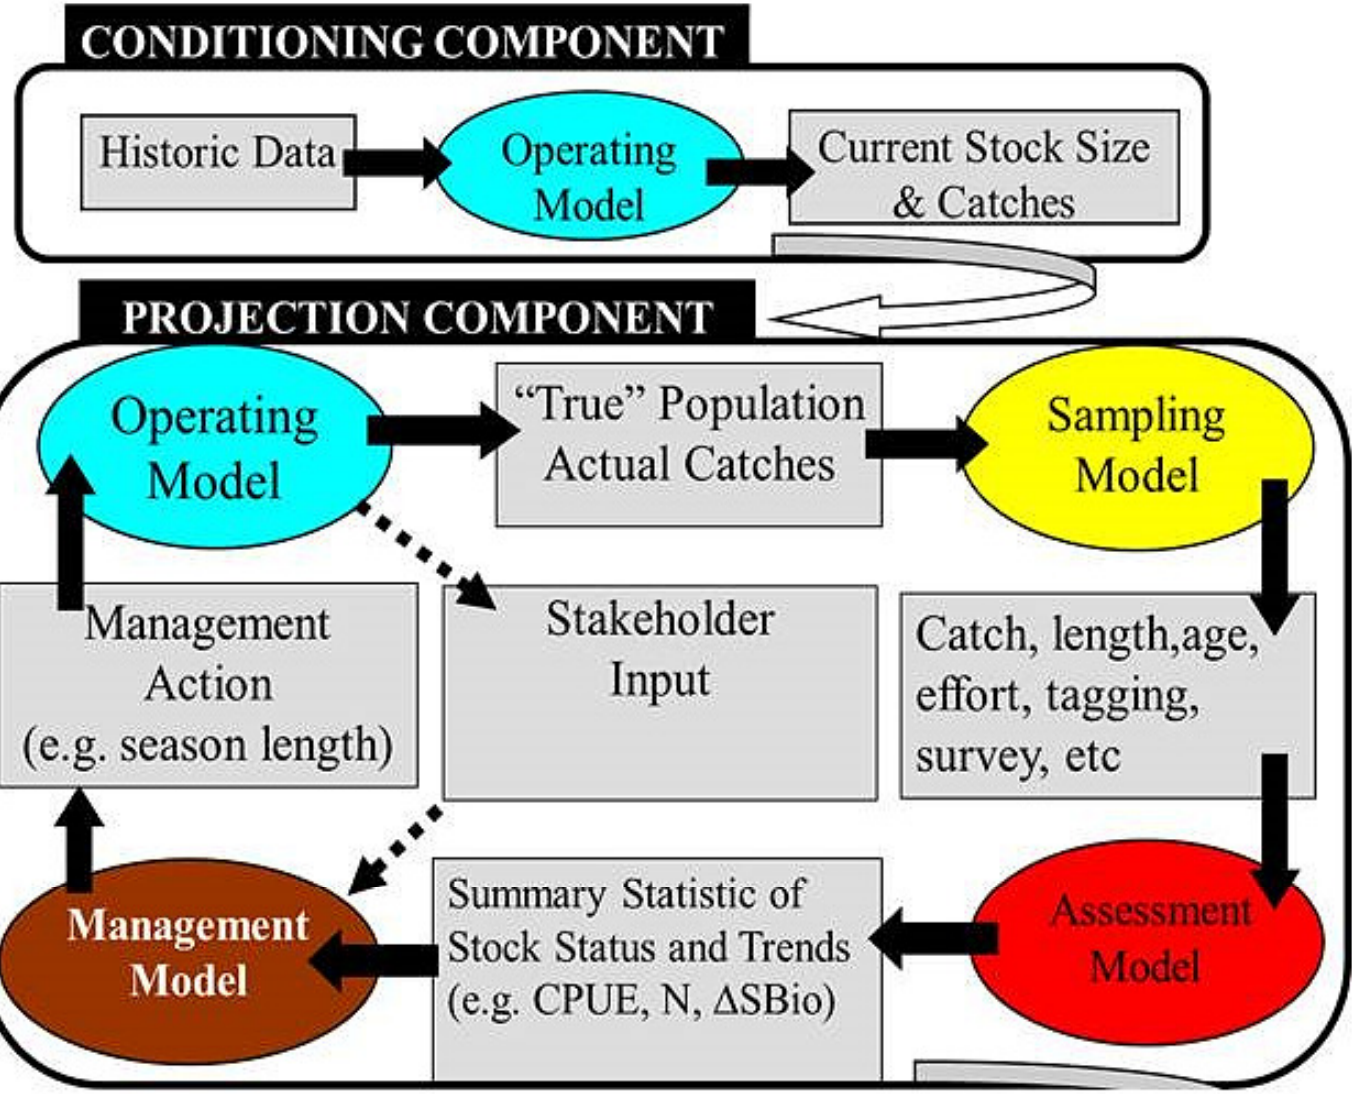 CONDITIONING COMPONENT
Historic Data
Operating
Model
Current Stock Size
& Catches
PROJECTION COMPONENT
Operating
Model
“True” Population
Actual Catches
Sampling
Model
Management
Action
(e.g. season length)
Stakeholder
Input
Catch, length,age,
effort, tagging,
survey, etc
Management
Model
Summary Statistic of
Stock Status and Trends
(e.g. CPUE, N, ΔSBio)
Assessment
Model